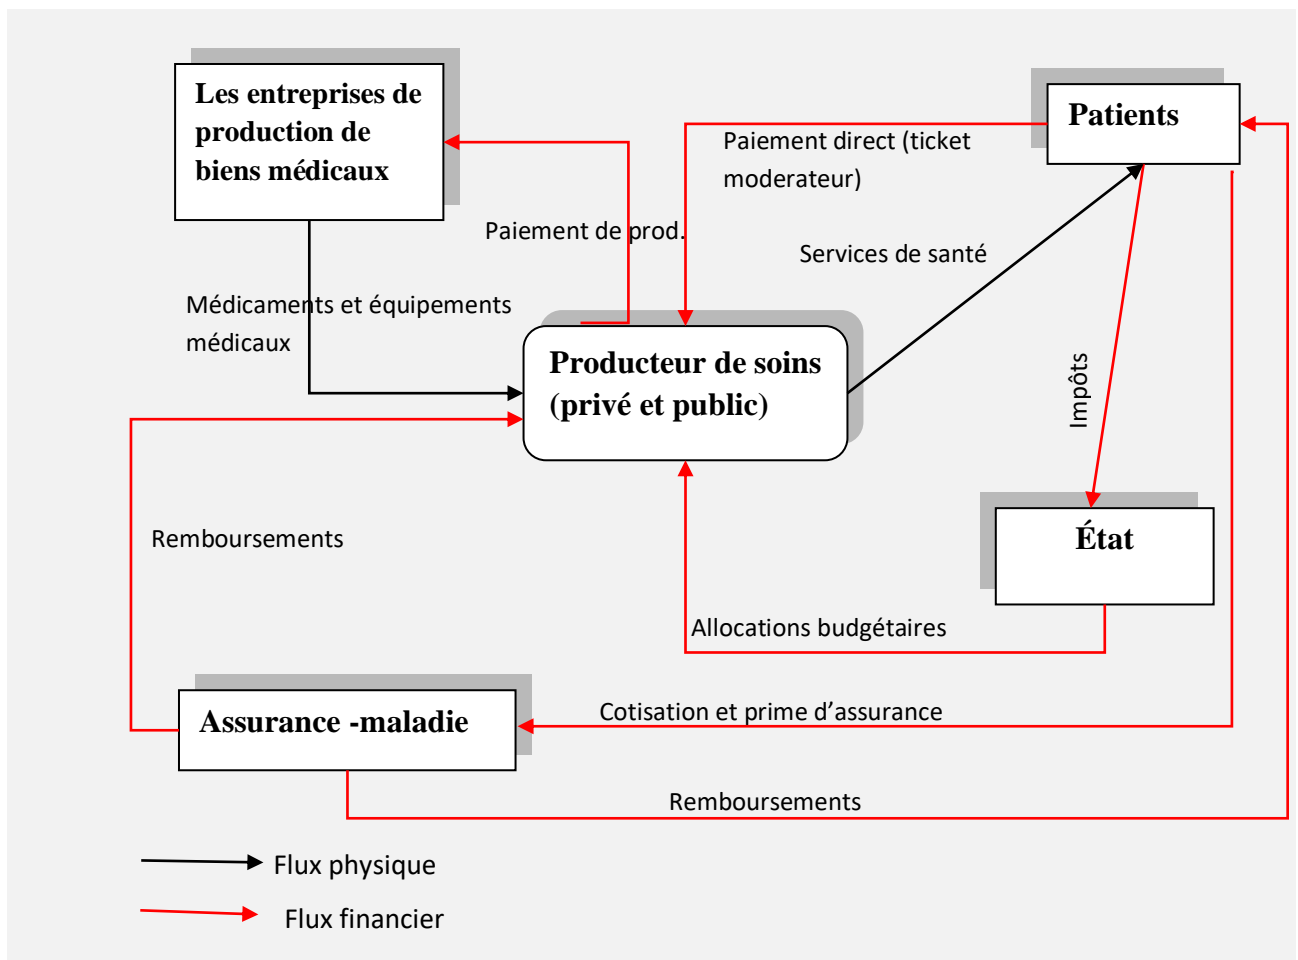 Les entreprises de
production de
biens médicaux
Patients
Paiement direct (ticket
moderateur)
Paiement de prod.
Services de santé
Médicaments et équipements
médicaux
Producteur de soins
(privé et public)
Impôts
État
Remboursements
Allocations budgétaires
Assurance -maladie
Cotisation et prime d’assurance
Remboursements
Flux physique
Flux financier